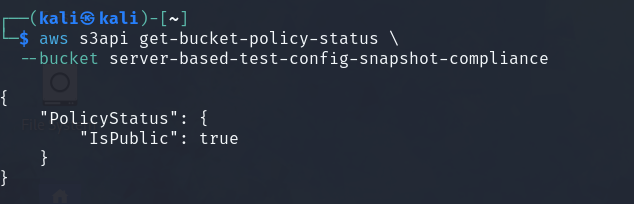 ┌──(kali㉿kali)-[~]
└─$ aws s3api get-bucket-policy-status \
  --bucket server-based-test-config-snapshot-compliance
{
    "PolicyStatus": {
        "IsPublic": true
    }
}